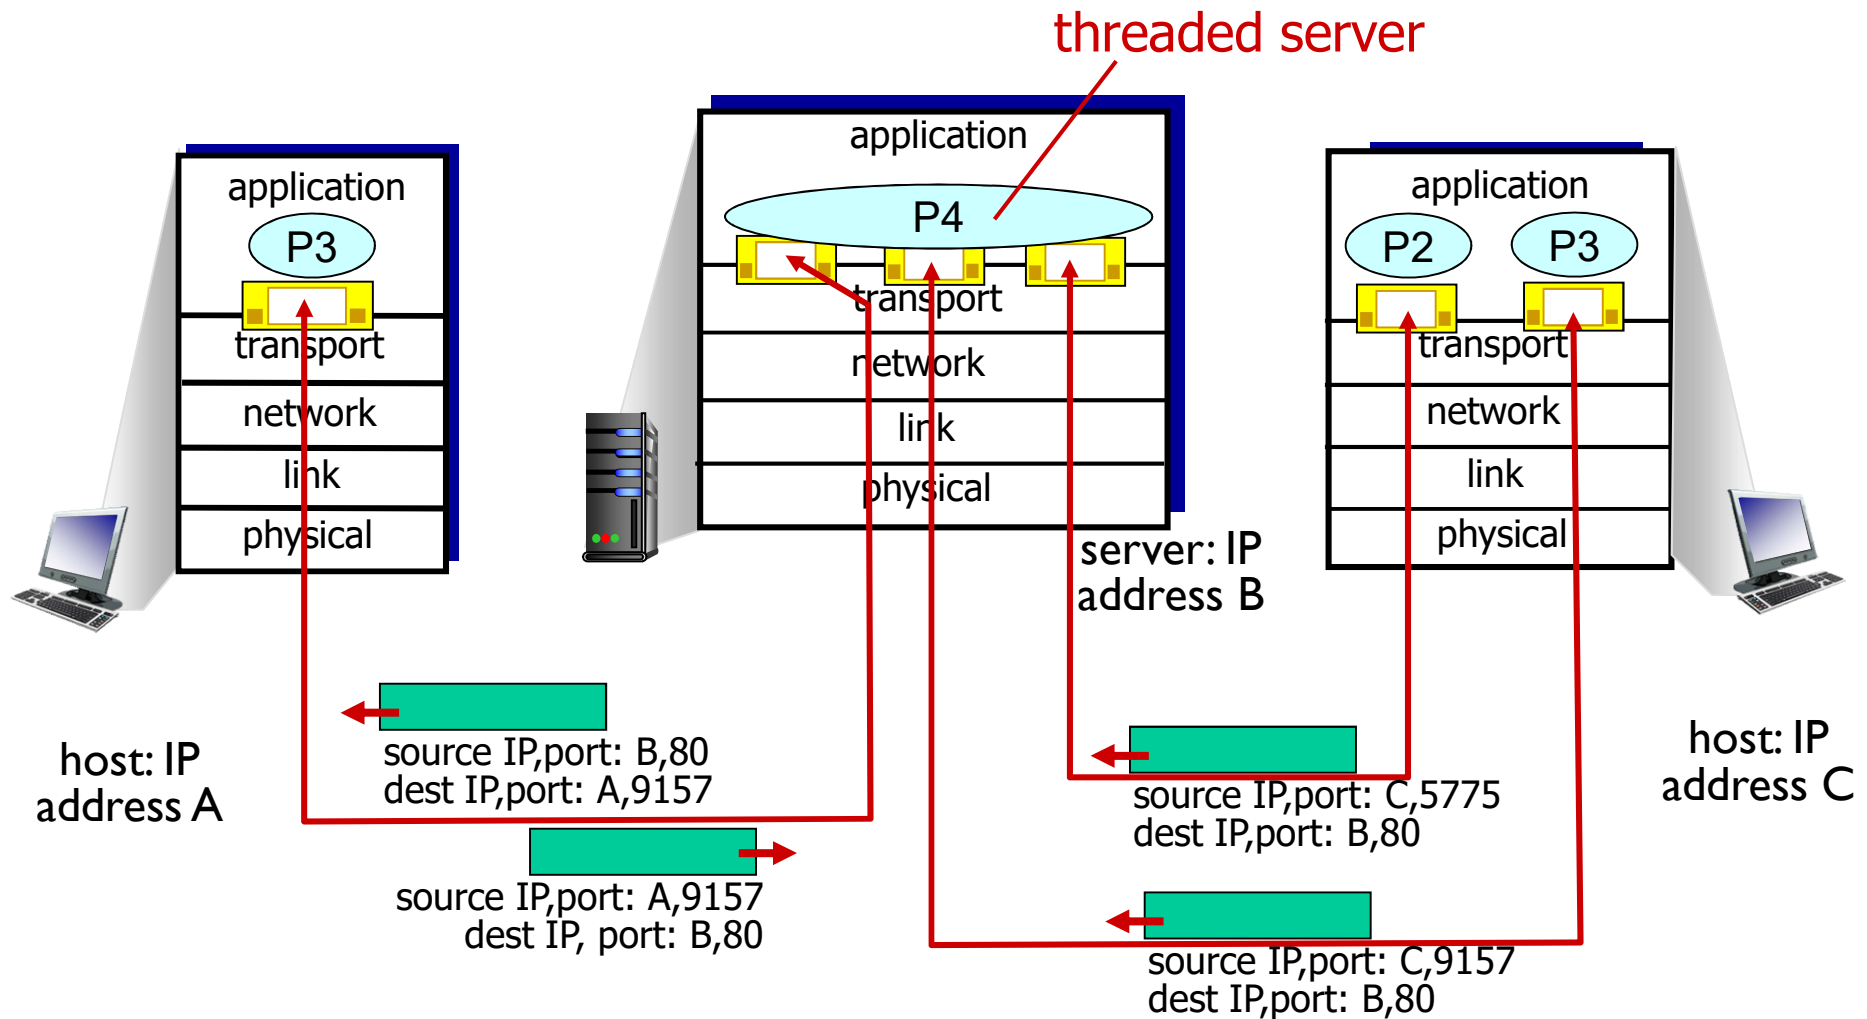 threaded server
application
P3
transport
network
link
physical
host: IP
address A
application
P4
transport
network
link
physical
server: IP
address B
application
P2 P3
transport
network
link
physical
host: IP
address C
source IP,port: B,80
dest IP,port: A,9157
source IP,port: A,9157
dest IP, port: B,80
source IP,port: C,5775
dest IP,port: B,80
source IP,port: C,9157
dest IP,port: B,80